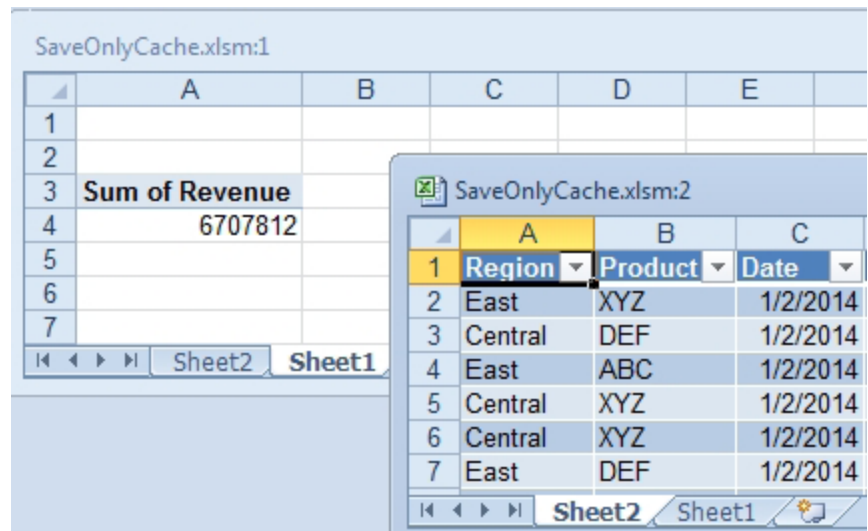 SaveOnlyCache.xlsm:1
A B C D E
1
2
3 Sum of Revenue
4 6707812
5
6
7
Sheet2 Sheet1
SaveOnlyCache.xlsm:2
A B C
1 Region Product Date
2 East XYZ 1/2/2014
3 Central DEF 1/2/2014
4 East ABC 1/2/2014
5 Central XYZ 1/2/2014
6 Central XYZ 1/2/2014
7 East DEF 1/2/2014
Sheet2 Sheet1